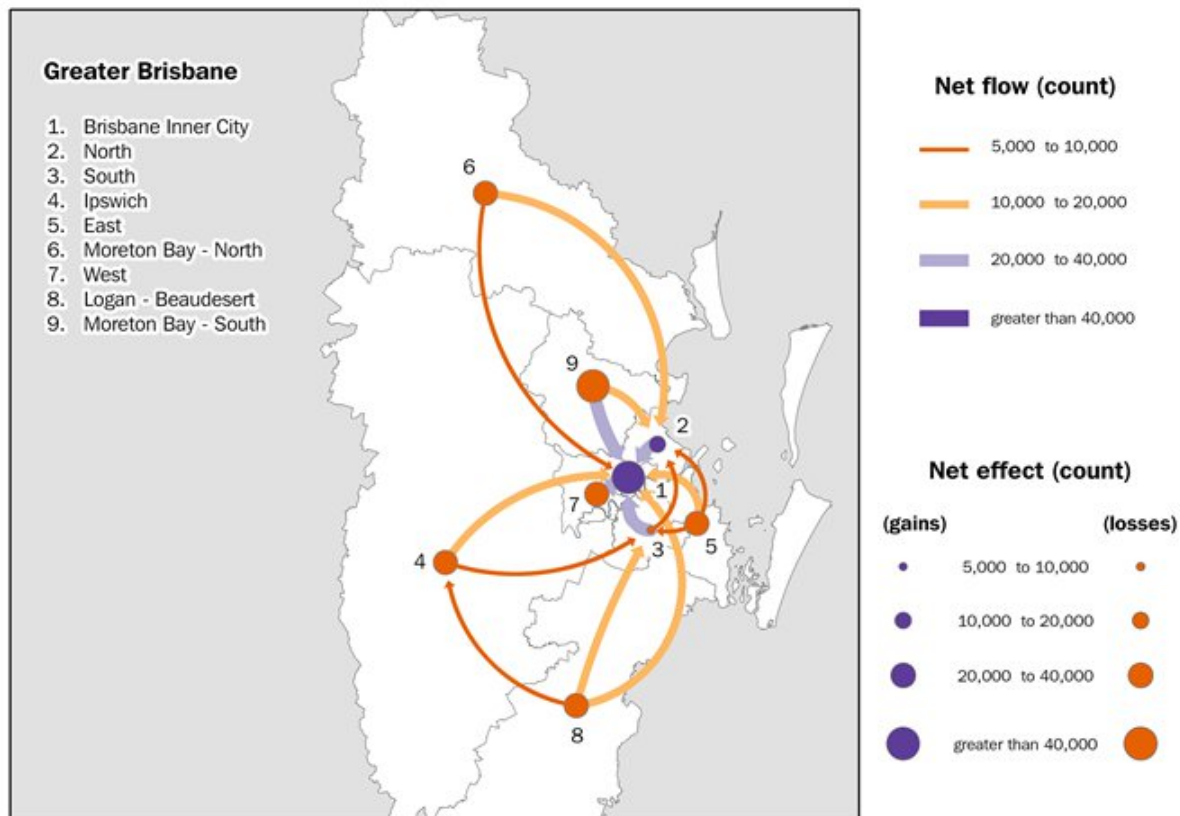 Greater Brisbane
1. Brisbane Inner City
2. North
3. South
4. Ipswich
5. East
6. Moreton Bay - North
7. West
8. Logan - Beaudesert
9. Moreton Bay - South
6
9
2
1
7
3
5
4
8
Net flow (count)
5,000 to 10,000
10,000 to 20,000
20,000 to 40,000
greater than 40,000
Net effect (count)
(gains) (losses)
5,000 to 10,000
10,000 to 20,000
20,000 to 40,000
greater than 40,000